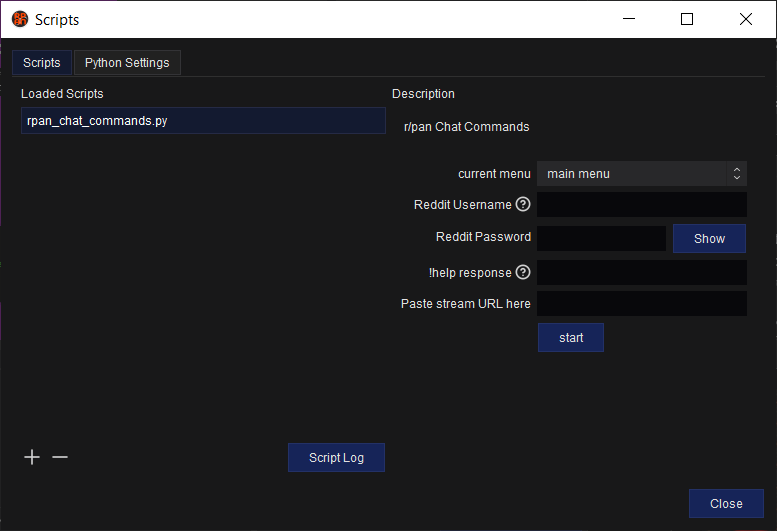 Scripts
Scripts
Python Settings
Loaded Scripts
rpan_chat_commands.py
Description
r/pan Chat Commands
current menu
main menu
Reddit Username
Reddit Password
Show
!help response
Paste stream URL here
start
Script Log
Close